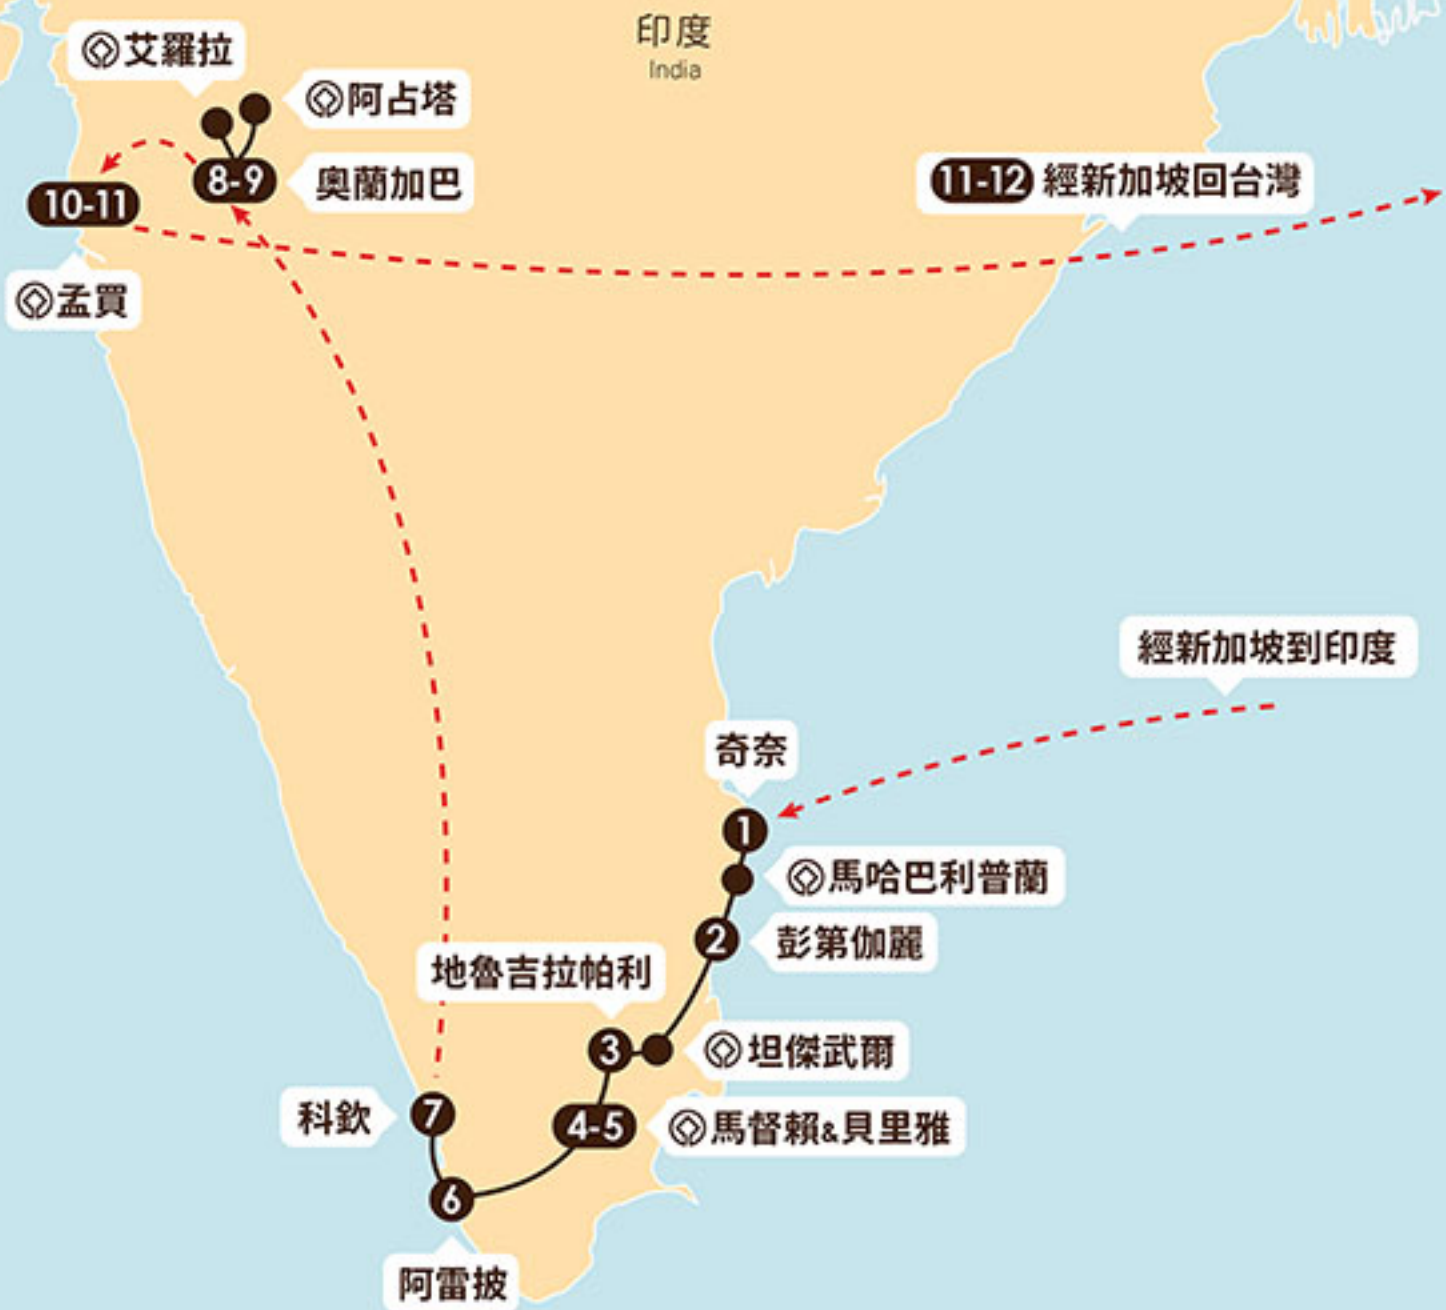 印度
India
艾羅拉
阿占塔
8-9
奧蘭加巴
10-11
孟買
11-12 經新加坡回台灣
經新加坡到印度
奇奈
1
馬哈巴利普蘭
2
彭第伽麗
地魯吉拉帕利
3
坦傑武爾
4-5
馬督賴&貝里雅
科欽
7
6
阿雷披